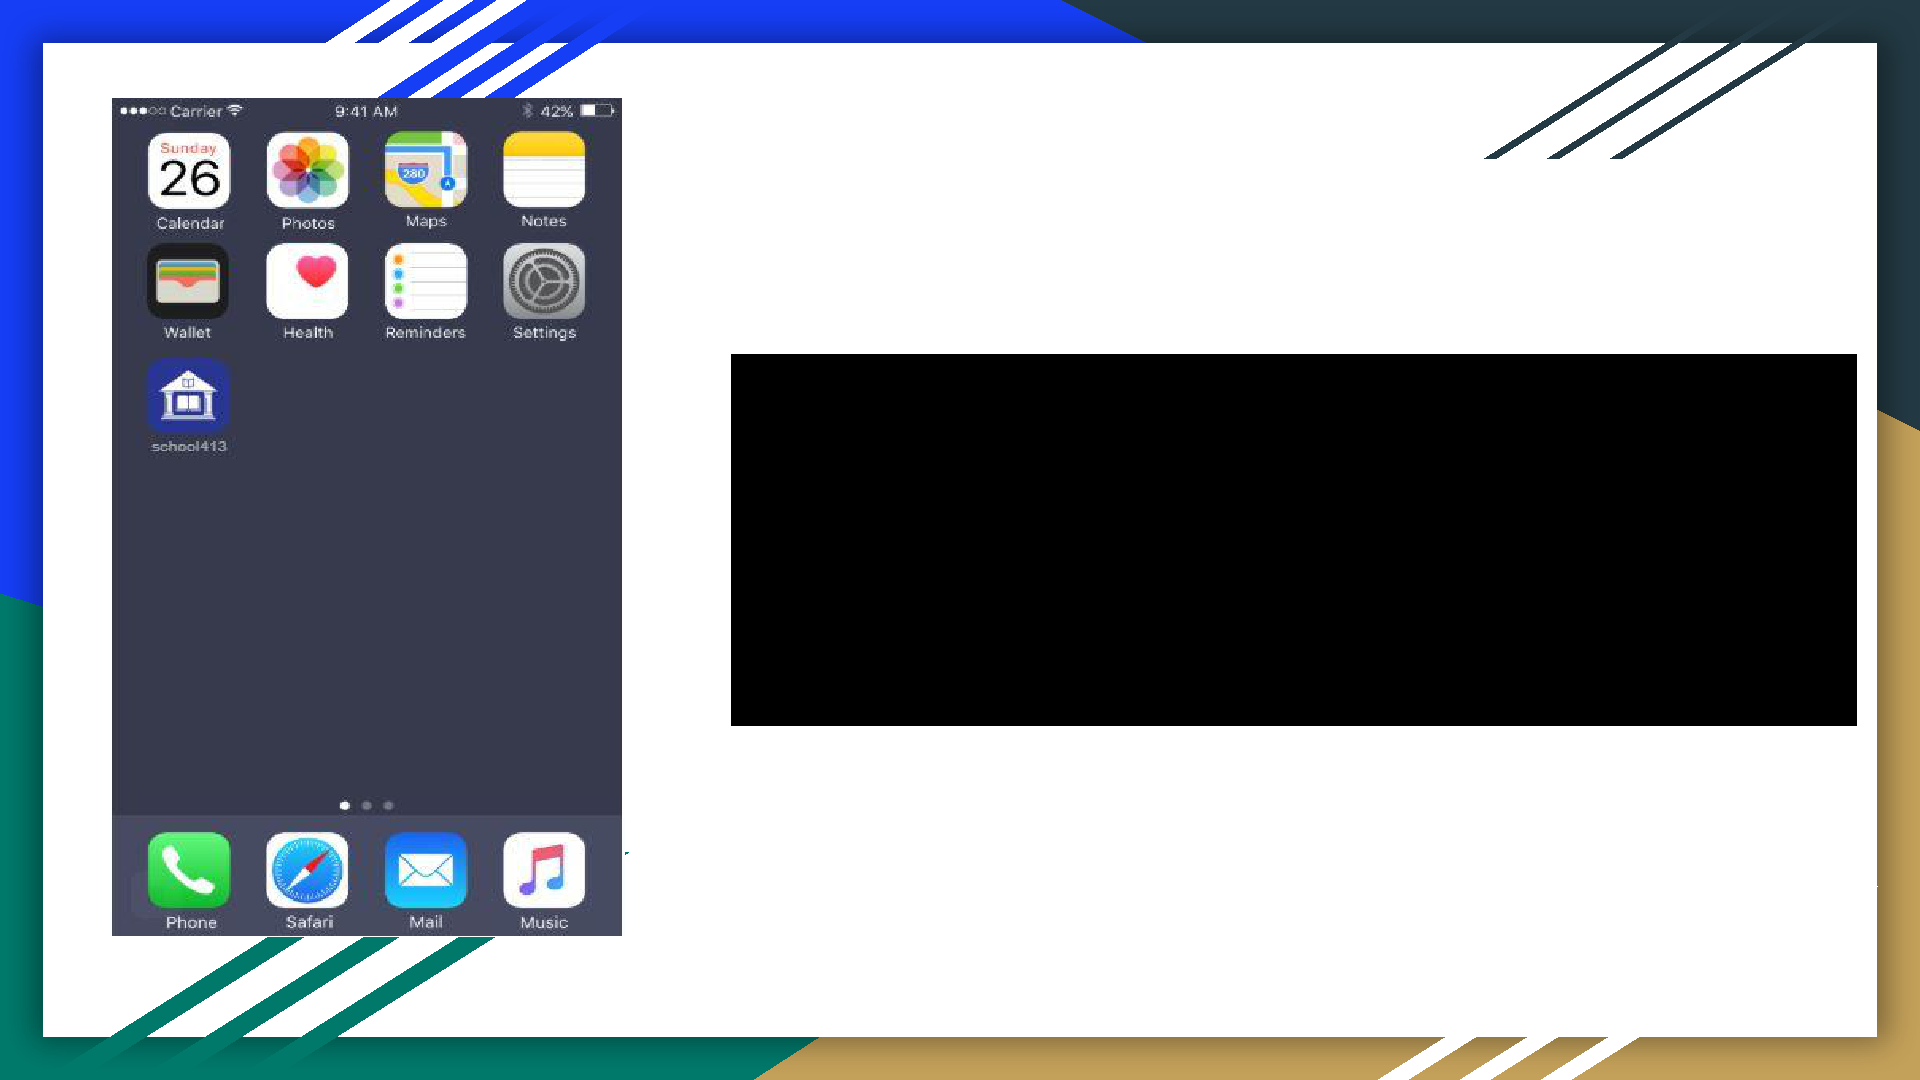 Carrier 9:41 AM 42%
Sunday
26
280
Calendar Photos Maps Notes
Wallet Health Reminders Settings
school413
Phone Safari Mail Music